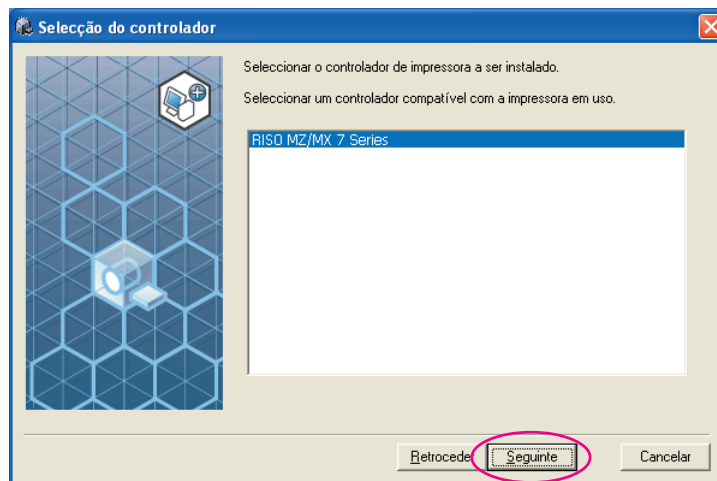 Selecção do controlador
Seleccionar o controlador de impressora a ser instalado.
Seleccionar um controlador compatível com a impressora em uso.
RISO MZ/MX 7 Series
Retrocede
Seguinte
Cancelar